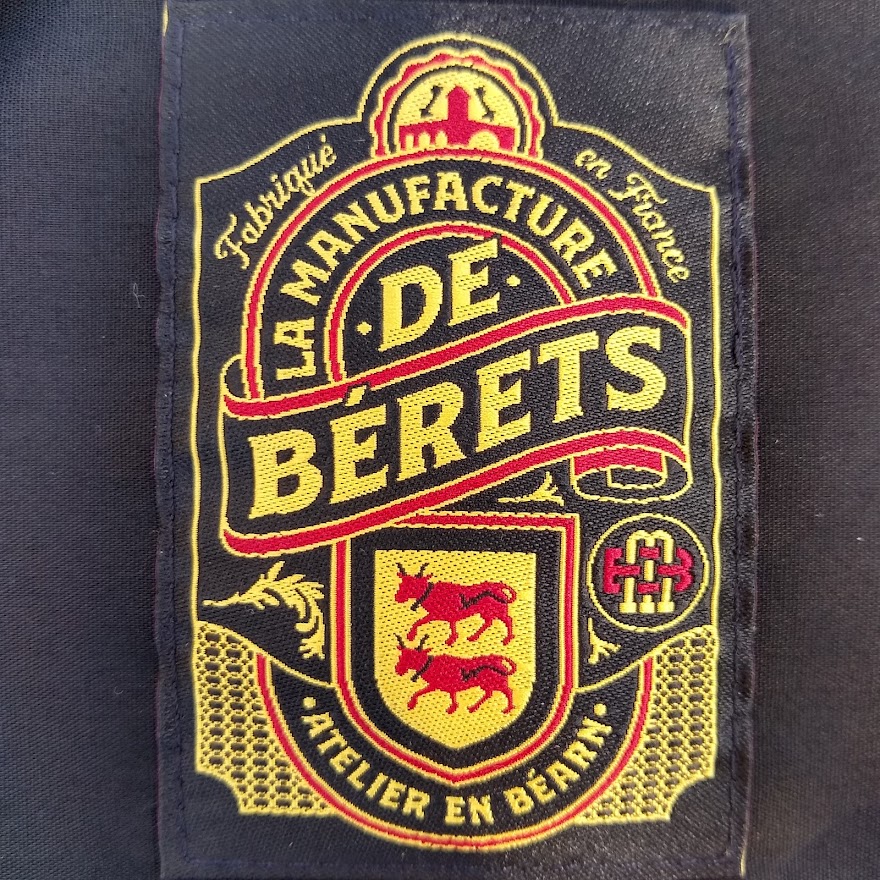 Fabriqué en France
LA MANUFACTURE
DE
BÉRETS
ATELIER EN BÉARN